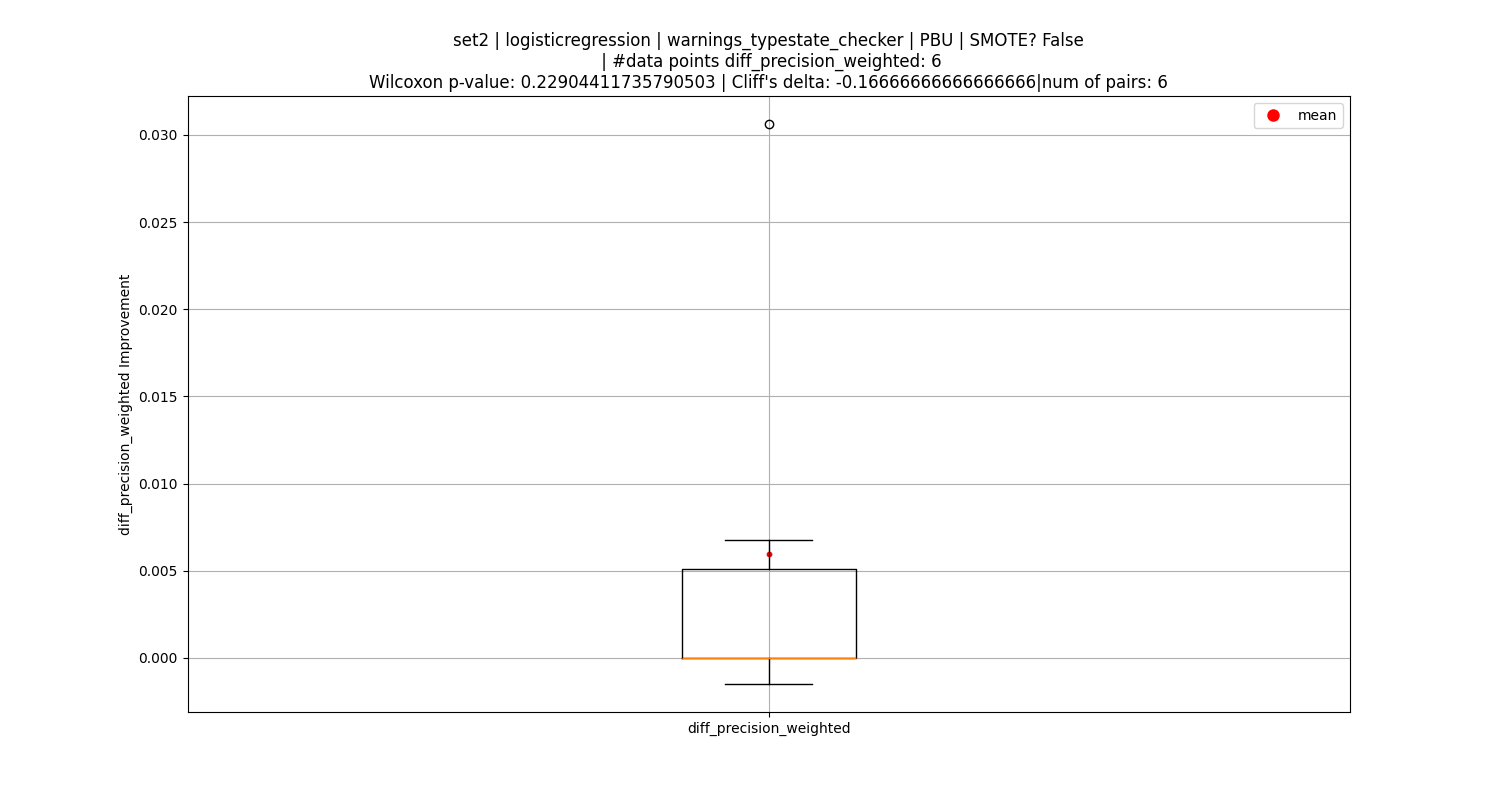 set2 | logisticregression | warnings_typestate_checker | PBU | SMOTE? False
| #data points diff_precision_weighted: 6
Wilcoxon p-value: 0.22904411735790503 | Cliff's delta: -0.16666666666666666|num of pairs: 6
mean
0.030
0.025
0.020
0.015
0.010
0.005
0.000
diff_precision_weighted Improvement
diff_precision_weighted